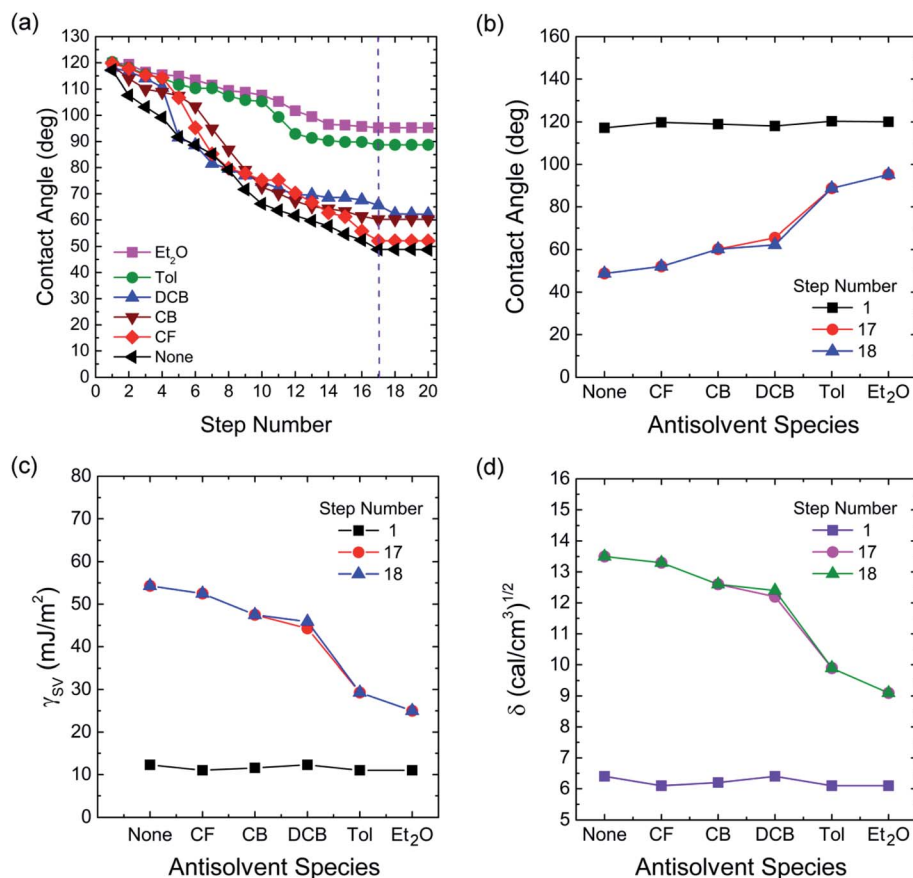 (a)
130
120
110
100
90
80
70
60
50
40
30
20
10
0
Contact Angle (deg)
Et₂O
Tol
DCB
CB
CF
None
0 2 4 6 8 10 12 14 16 18 20
Step Number
(b)
160
140
120
100
80
60
40
20
0
Contact Angle (deg)
Step Number
1
17
18
None CF CB DCB Tol Et₂O
Antisolvent Species
(c)
80
70
60
50
40
30
20
10
0
γSV (mJ/m²)
Step Number
1
17
18
None CF CB DCB Tol Et₂O
Antisolvent Species
(d)
16
15
14
13
12
11
10
9
8
7
6
5
δ (cal/cm³)¹/²
Step Number
1
17
18
None CF CB DCB Tol Et₂O
Antisolvent Species